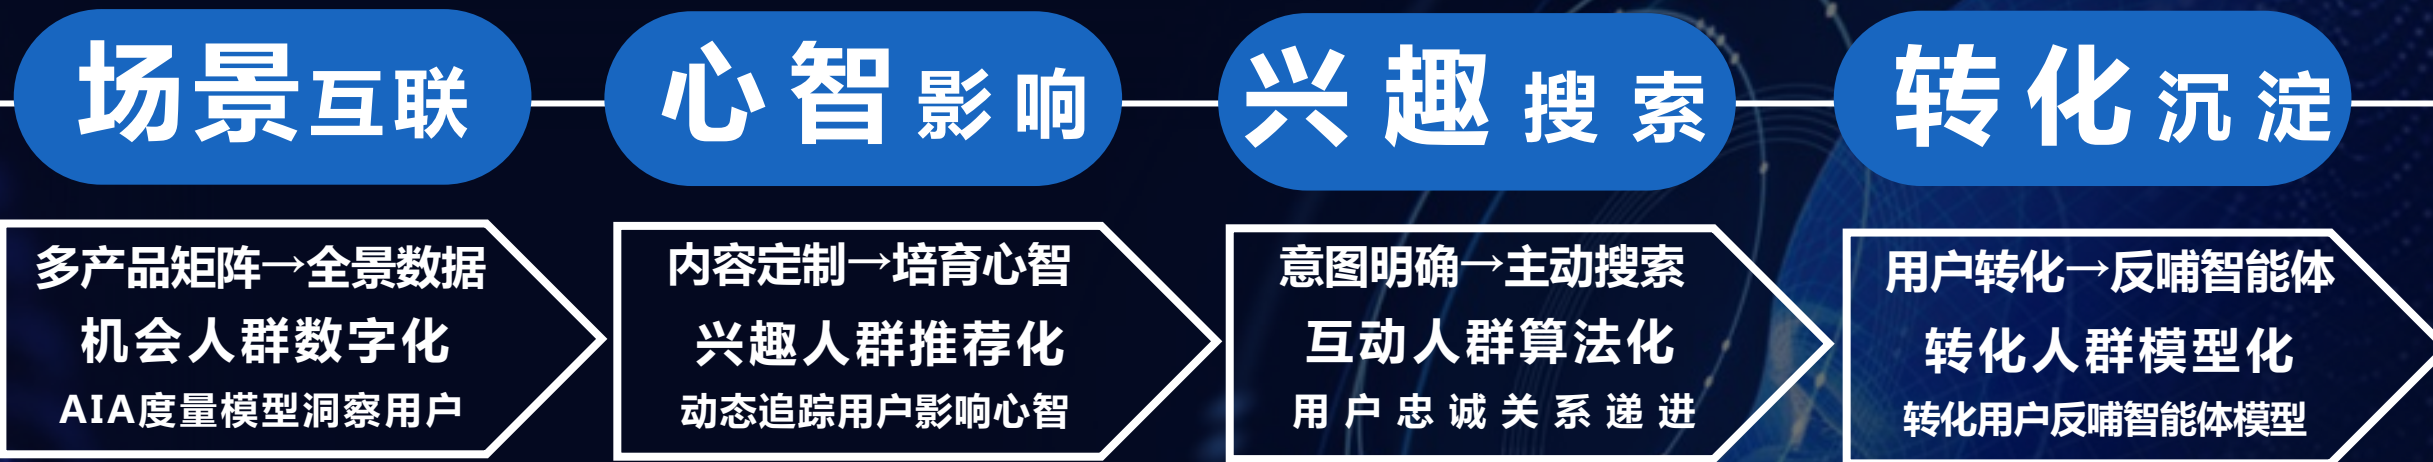 场景互联
心智影响
兴趣搜索
转化沉淀
多产品矩阵→全景数据
机会人群数字化
AIA度量模型洞察用户
内容定制→培育心智
兴趣人群推荐化
动态追踪用户影响心智
意图明确→主动搜索
互动人群算法化
用户忠诚关系递进
用户转化→反哺智能体
转化人群模型化
转化用户反哺智能体模型